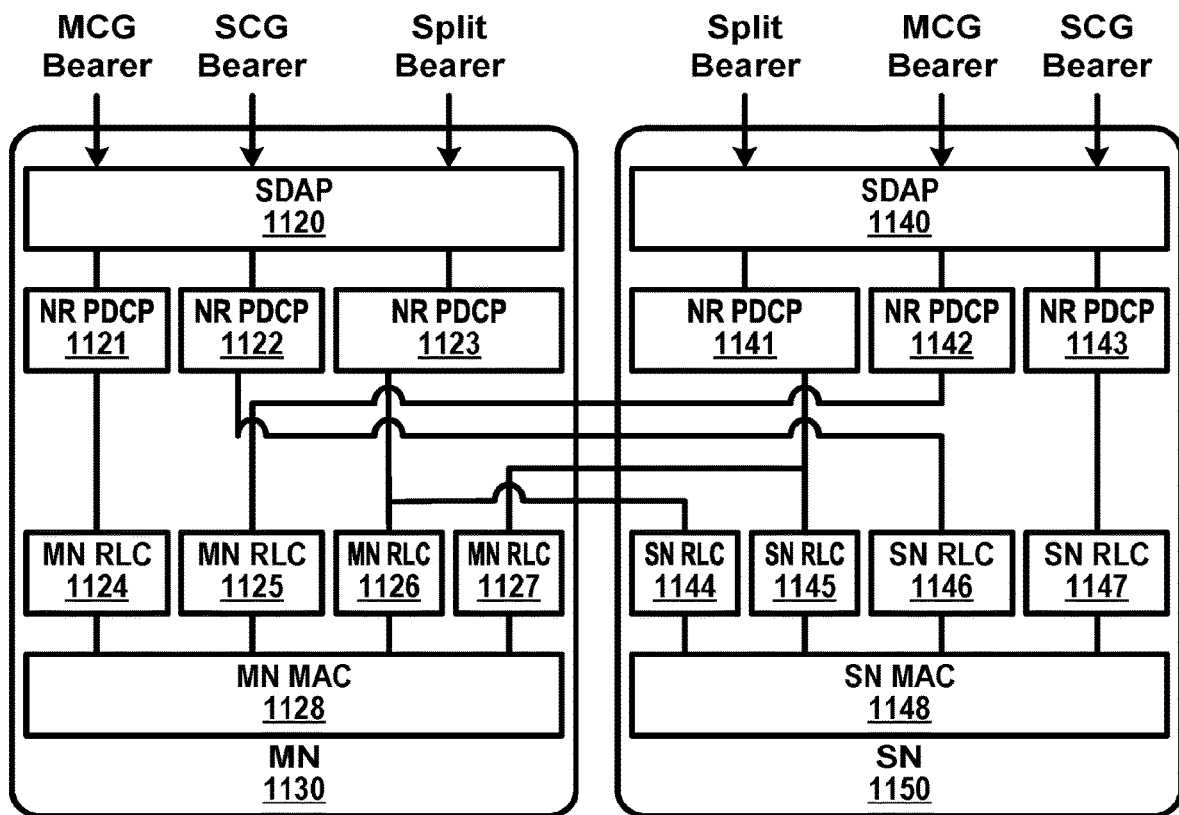 MCG Bearer
SCG Bearer
Split Bearer
Split Bearer
MCG Bearer
SCG Bearer
SDAP
1120
SDAP
1140
NR PDCP
1121
NR PDCP
1122
NR PDCP
1123
NR PDCP
1141
NR PDCP
1142
NR PDCP
1143
MN RLC
1124
MN RLC
1125
MN RLC
1126
MN RLC
1127
SN RLC
1144
SN RLC
1145
SN RLC
1146
SN RLC
1147
MN MAC
1128
SN MAC
1148
MN
1130
SN
1150